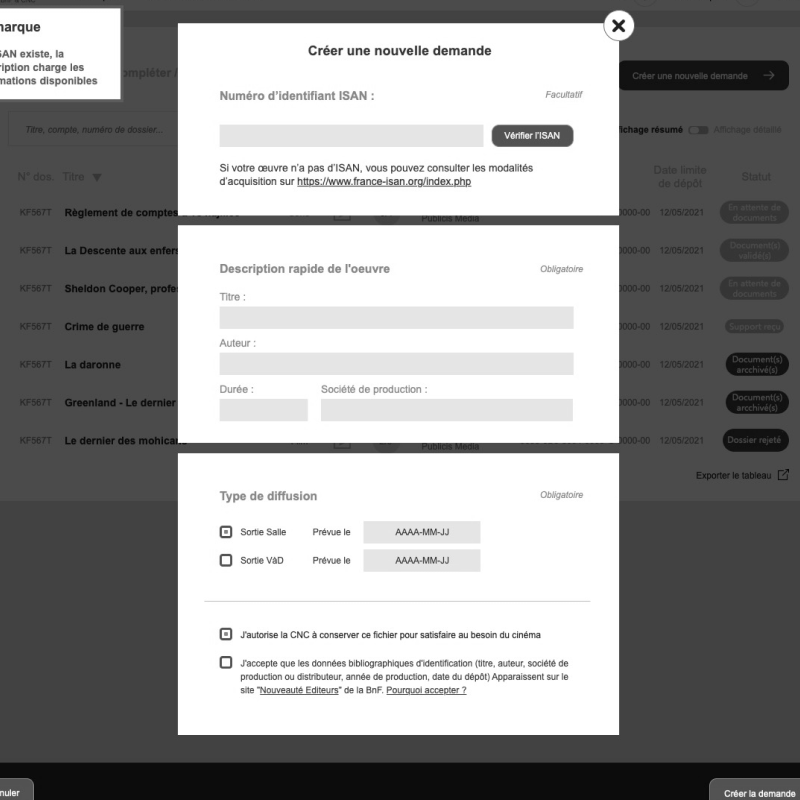 Créer une nouvelle demande
marque
SAN existe, la
ription charge les
mations disponibles
ompléter /
Numéro d'identifiant ISAN :
Facultatif
Vérifier l'ISAN
Si votre œuvre n'a pas d'ISAN, vous pouvez consulter les modalités
d'acquisition sur https://www.france-isan.org/index.php
Créer une nouvelle demande
Titre, compte, numéro de dossier...
ffichage résumé Affichage détaillé
N° dos. Titre Date limite de dépôt Statut
KF567T Règlement de comptes Publicis Media 0000-00 12/05/2021 En attente de documents
KF567T La Descente aux enfers 0000-00 12/05/2021 Document(s) validé(s)
KF567T Sheldon Cooper, profes 0000-00 12/05/2021 En attente de documents
KF567T Crime de guerre 0000-00 12/05/2021 Support reçu
KF567T La daronne 0000-00 12/05/2021 Document(s) arcchivé(s)
KF567T Greenland - Le dernier 0000-00 12/05/2021 Document(s) arcchivé(s)
KF567T Le dernier des mohicans Publicis Media 0000-00 12/05/2021 Dossier rejeté
Exporter le tableau
Description rapide de l'oeuvre
Obligatoire
Titre :
Auteur :
Durée : Société de production :
Type de diffusion
Obligatoire
Sortie Salle Prévue le AAAA-MM-JJ
Sortie VàD Prévue le AAAA-MM-JJ
J'autorise la CNC à conserver ce fichier pour satisfaire au besoin du cinéma
J'accepte que les données bibliographiques d'identification (titre, auteur, société de
production ou distributeur, année de production, date du dépôt) Apparaissent sur le
site "Nouveauté Editeurs" de la BnF. Pourquoi accepter ?
nuler
Créer la demande